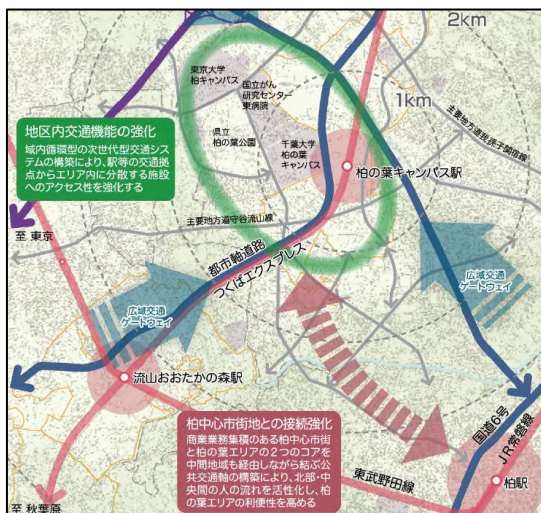 2km
1km
東京大学
柏キャンパス
国立がん
研究センター
東病院
主要地方道我孫子関宿線
地区内交通機能の強化
域内循環型の次世代型交通シス
テムの構築により、駅等の交通拠
点からエリア内に分散する施設
へのアクセス性を強化する
県立
柏の葉公園
千葉大学
柏の葉
キャンパス
柏の葉キャンパス駅
主要地方道守谷流山線
至 東京
都市軸道路
つくばエクスプレス
広域交通
ゲートウェイ
広域交通
ゲートウェイ
流山おおたかの森駅
柏中心市街地との接続強化
商業業務集積のある柏中心市街
と柏の葉エリアの2つのコアを
中間地域も経由しながら結ぶ公
共交通軸の構築により、北部・中
央間の人の流れを活性化し、柏
の葉エリアの利便性を高める
国道6号
JR常磐線
東武野田線
柏駅
至 秋葉原